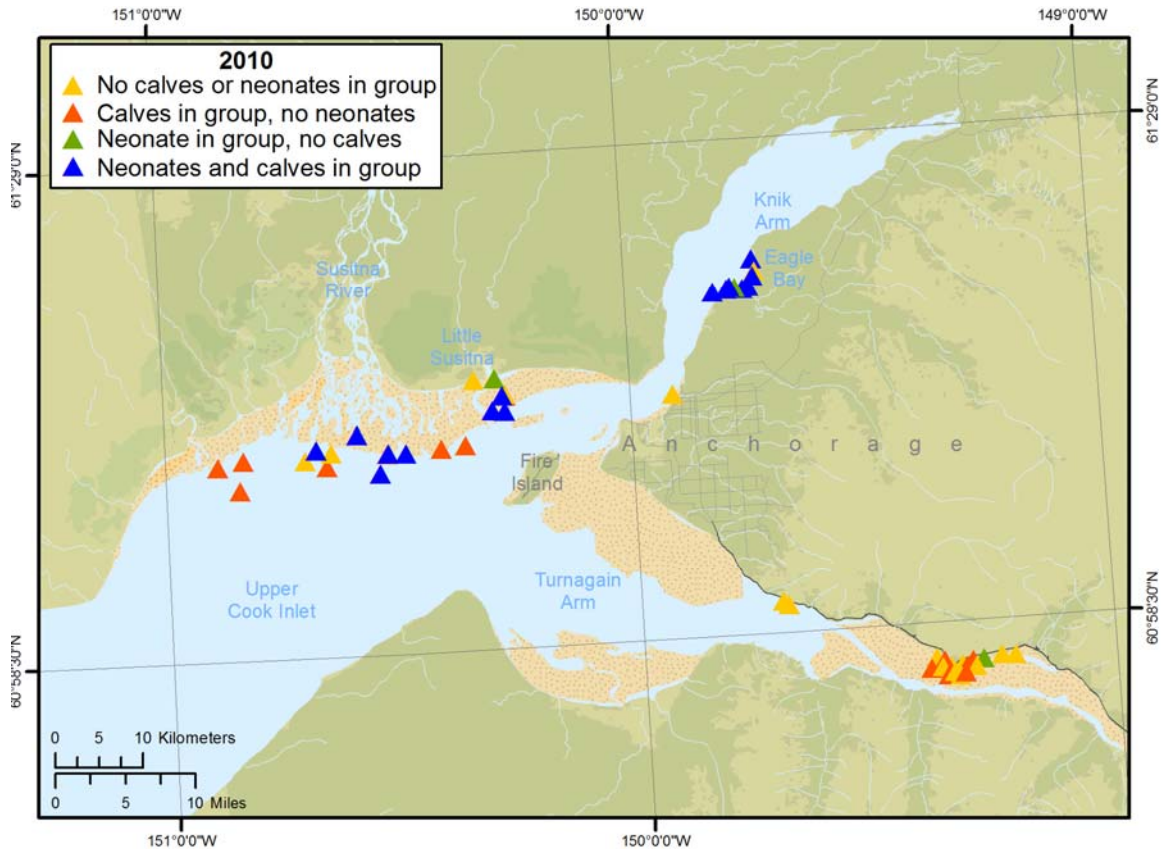 151°0'0"W
150°0'0"W
149°0'0"W
2010
No calves or neonates in group
Calves in group, no neonates
Neonate in group, no calves
Neonates and calves in group
61°29'0"N
61°29'0"N
Knik
Arm
Eagle
Bay
Susitna
River
Little
Susitna
Anchorage
Fire
Island
Upper
Cook Inlet
Turnagain
Arm
60°58'30"N
60°58'30"N
0 5 10 Kilometers
0 5 10 Miles
151°0'0"W
150°0'0"W